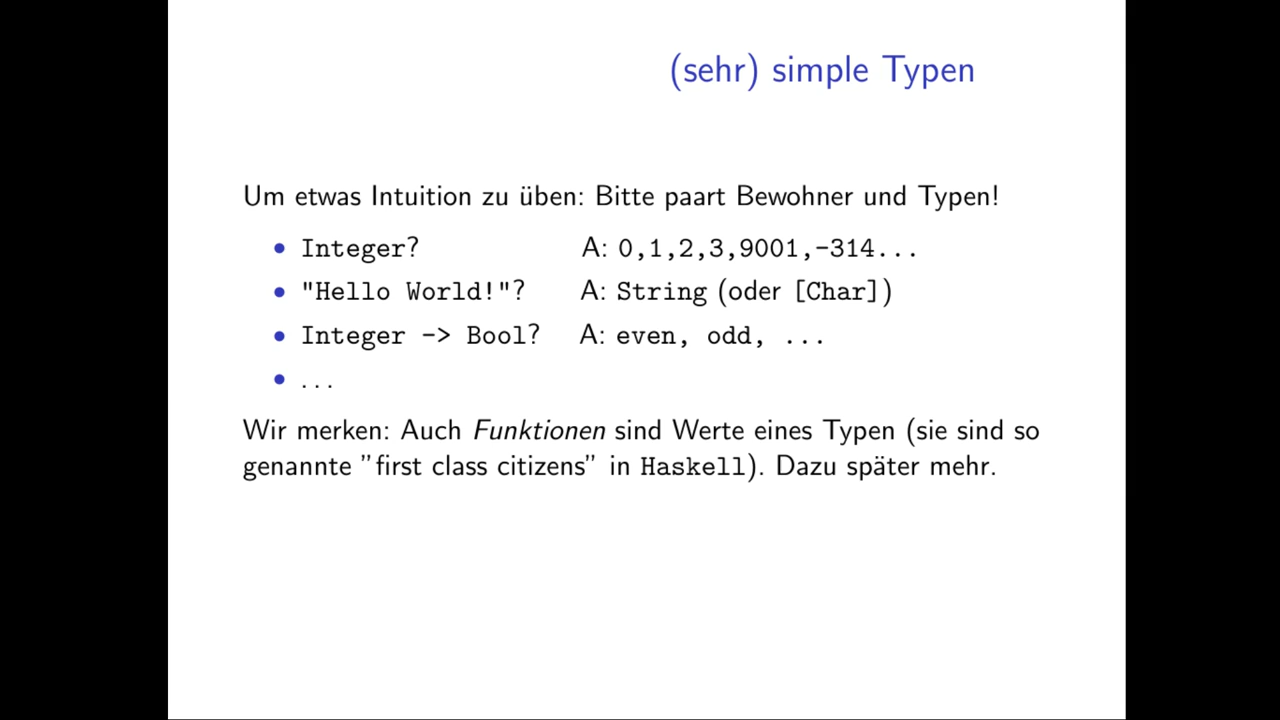 (sehr) simple Typen
Um etwas Intuition zu üben: Bitte paart Bewohner und Typen!
• Integer? A: 0,1,2,3,9001,-314...
• "Hello World!"? A: String (oder [Char])
• Integer -> Bool? A: even, odd, ...
• ...
Wir merken: Auch Funktionen sind Werte eines Typen (sie sind so
genannte ”first class citizens” in Haskell). Dazu später mehr.